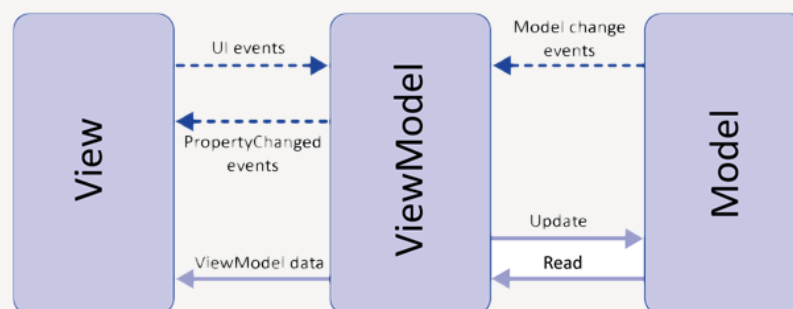 View
UI events
PropertyChanged
events
ViewModel data
ViewModel
Model change
events
Update
Read
Model